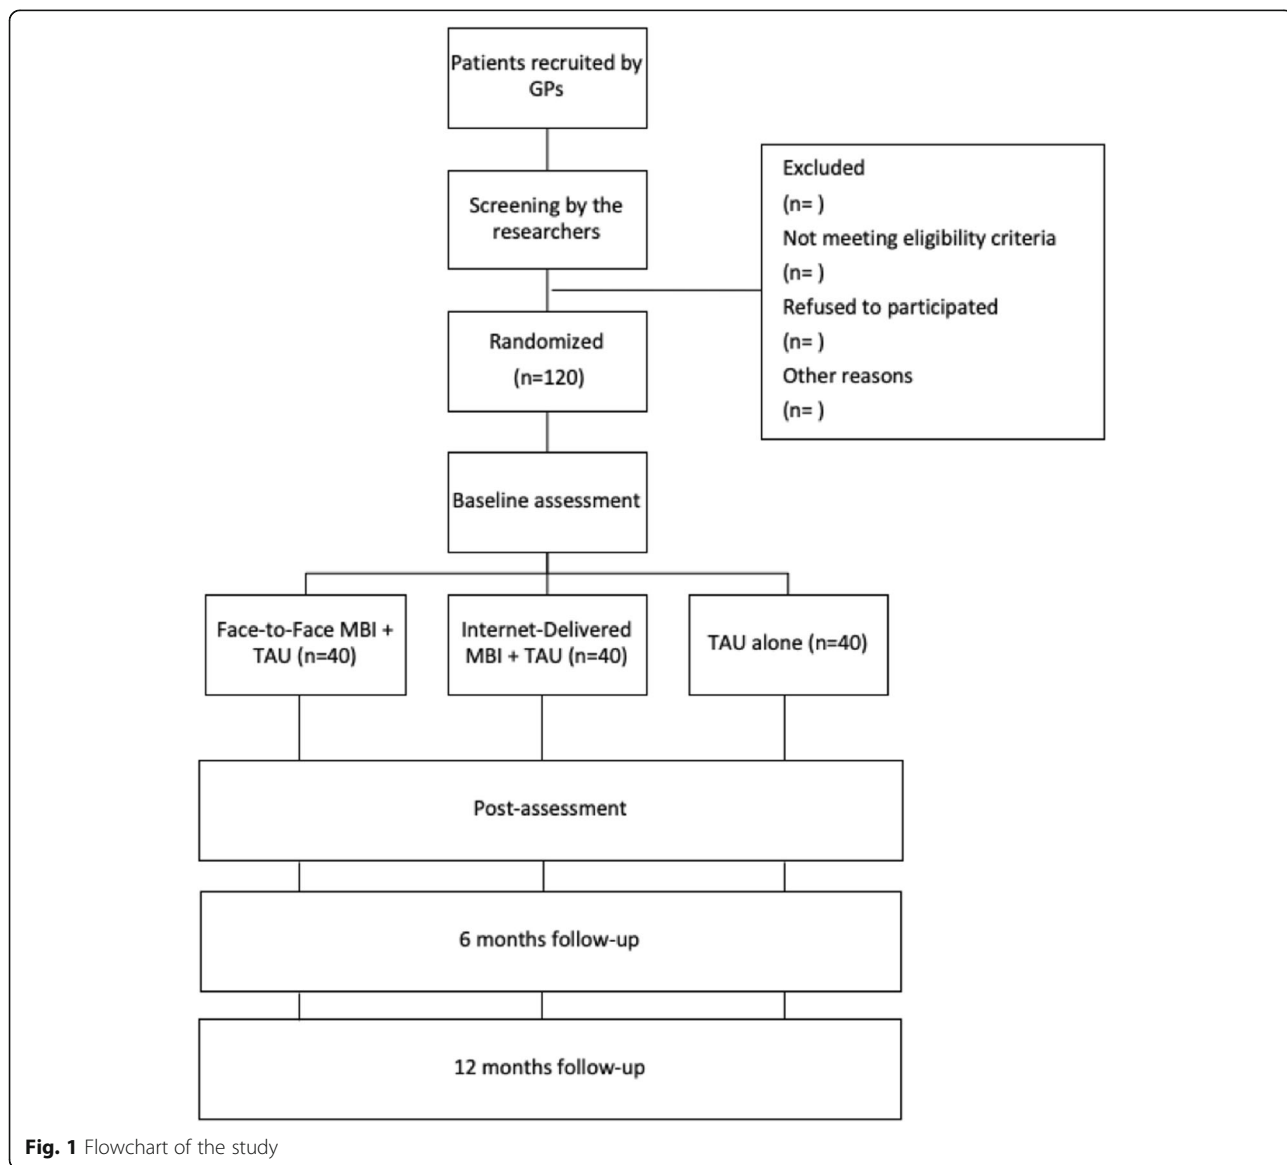 Patients recruited by
GPs
Screening by the
researchers
Excluded
(n= )
Not meeting eligibility criteria
(n= )
Refused to participated
(n= )
Other reasons
(n= )
Randomized
(n=120)
Baseline assessment
Face-to-Face MBI +
TAU (n=40)
Internet-Delivered
MBI + TAU (n=40)
TAU alone (n=40)
Post-assessment
6 months follow-up
12 months follow-up
Fig. 1 Flowchart of the study